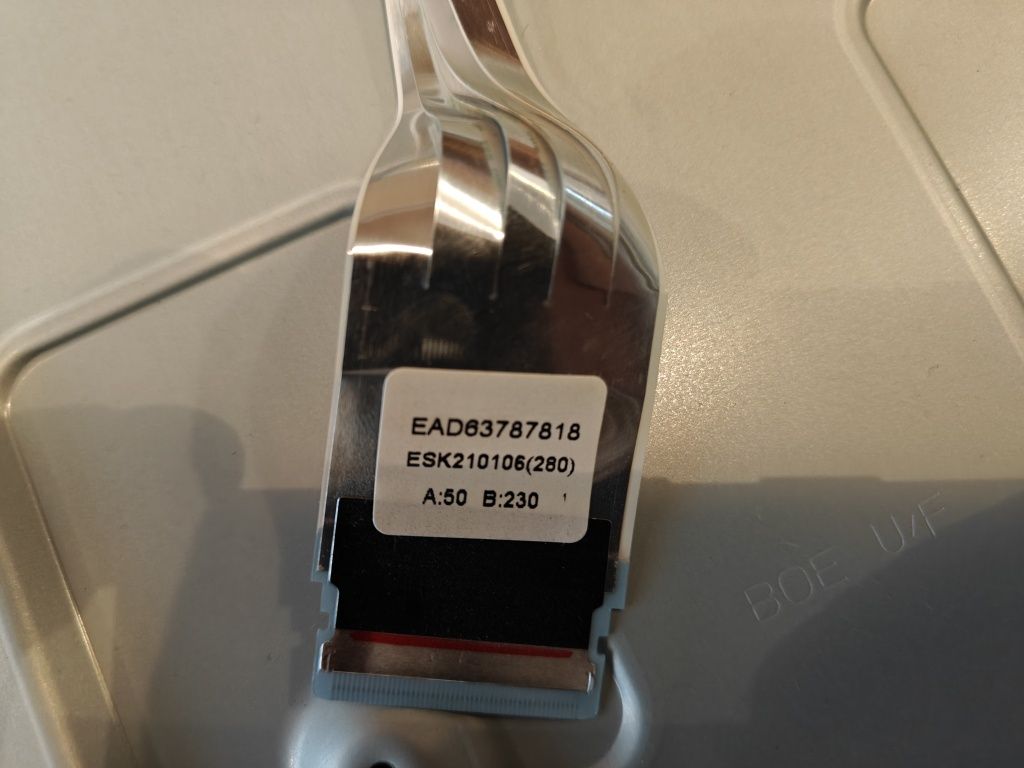 EAD63787818
ESK210106(280)
A:50 B:230
BOE U/F